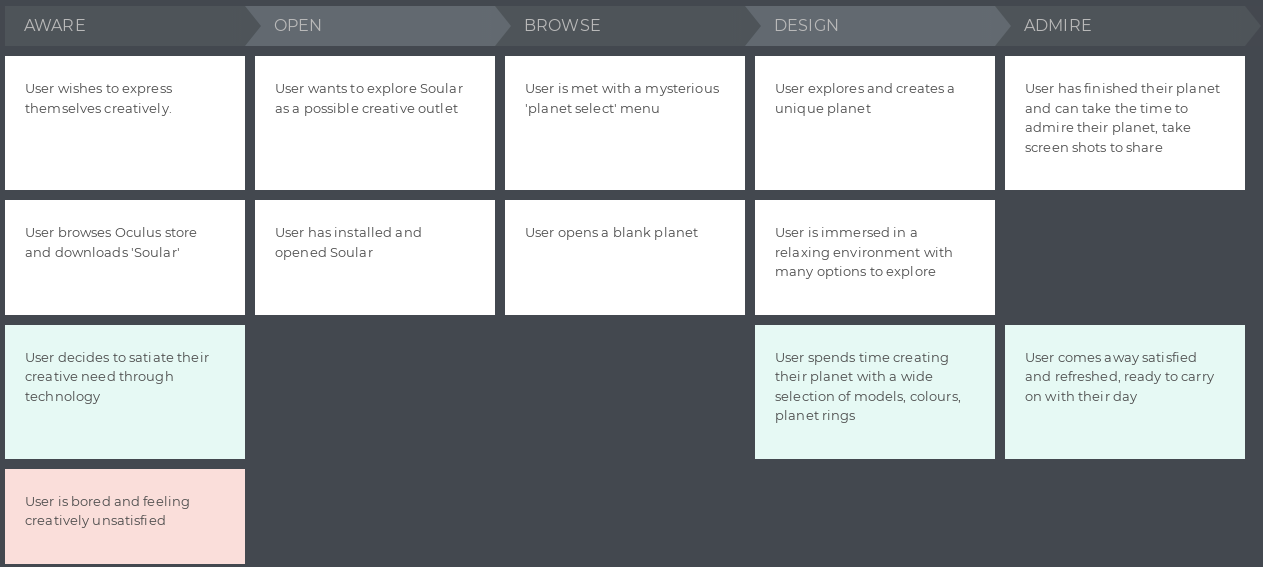 AWARE
OPEN
BROWSE
DESIGN
ADMIRE
User wishes to express
themselves creatively.
User wants to explore Soular
as a possible creative outlet
User is met with a mysterious
'planet select' menu
User explores and creates a
unique planet
User has finished their planet
and can take the time to
admire their planet, take
screen shots to share
User browses Oculus store
and downloads 'Soular'
User has installed and
opened Soular
User opens a blank planet
User is immersed in a
relaxing environment with
many options to explore
User decides to satiate their
creative need through
technology
User spends time creating
their planet with a wide
selection of models, colours,
planet rings
User comes away satisfied
and refreshed, ready to carry
on with their day
User is bored and feeling
creatively unsatisfied